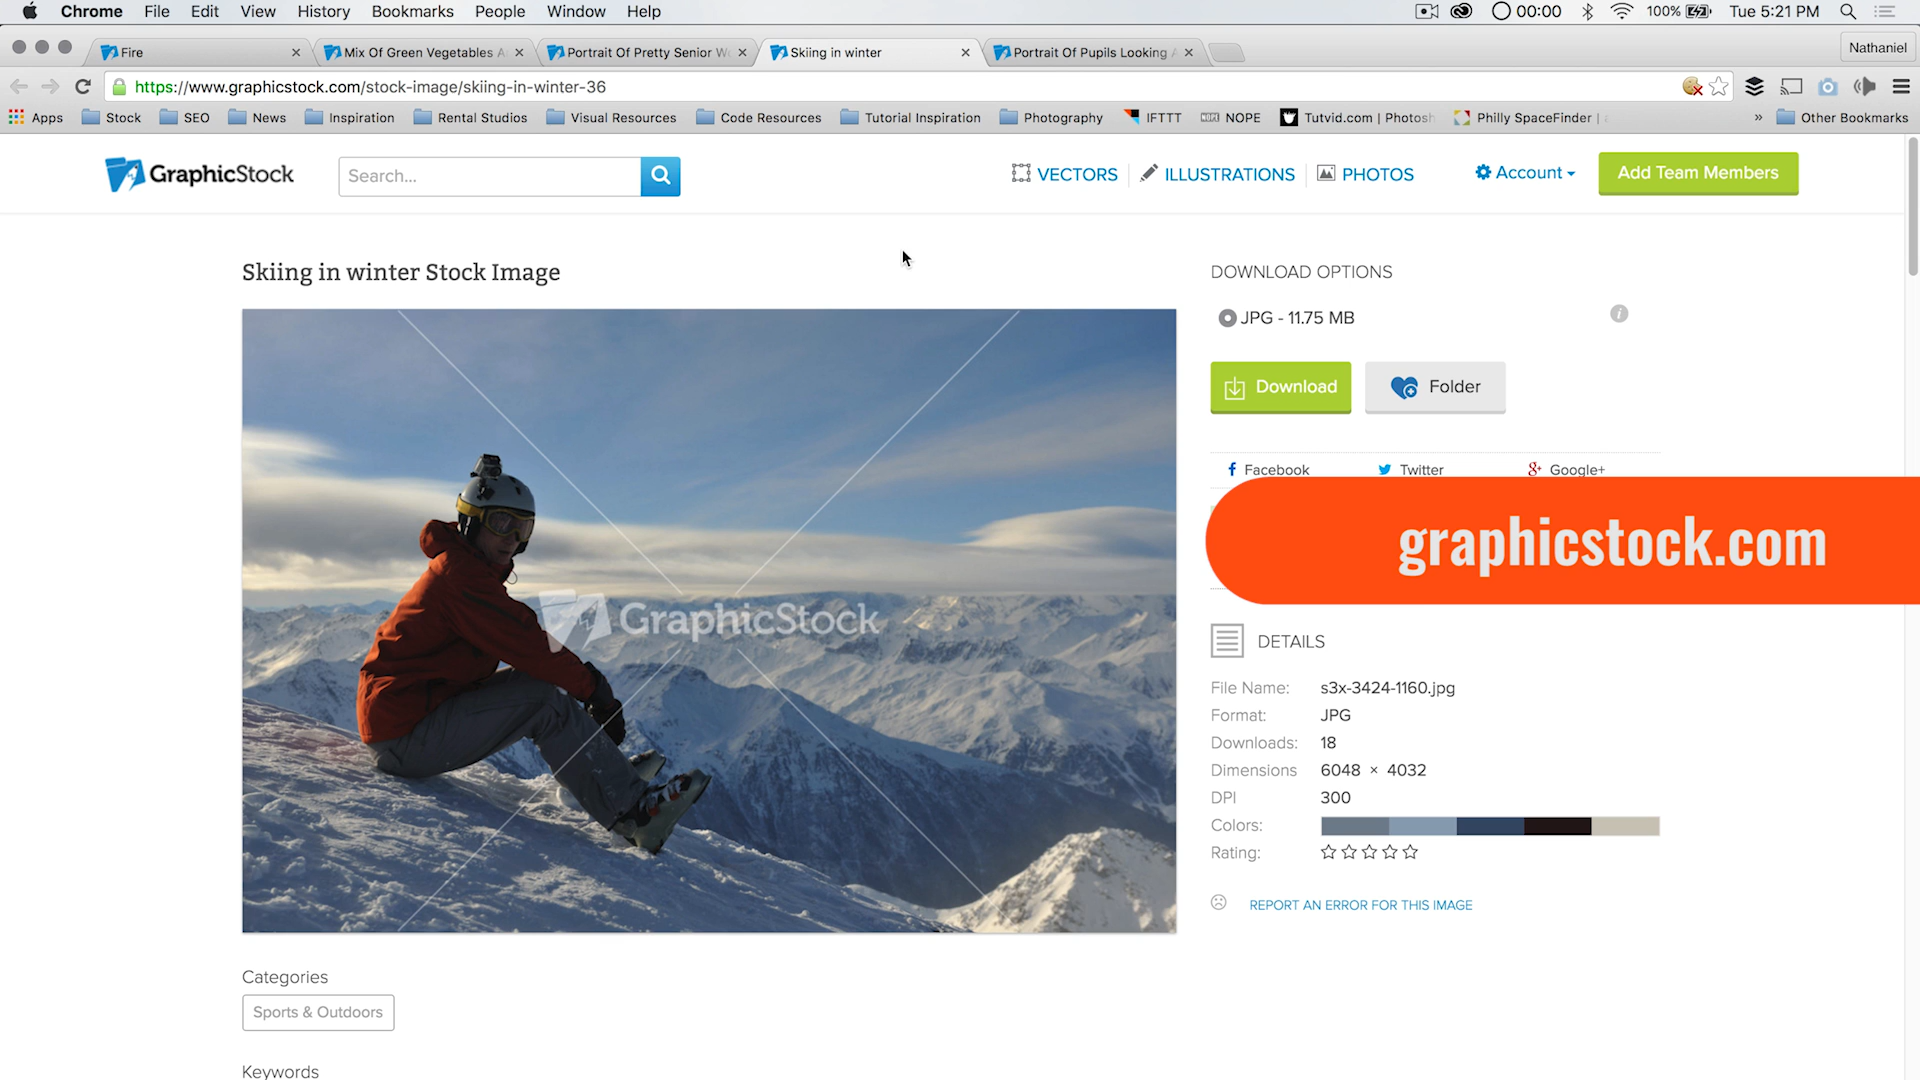 Chrome File Edit View History Bookmarks People Window Help 00:00 100% Tue 5:21 PM
Fire Mix Of Green Vegetables A Portrait Of Pretty Senior W Skiing in winter Portrait Of Pupils Looking A Nathaniel
https://www.graphicstock.com/stock-image/skiing-in-winter-36
Apps Stock SEO News Inspiration Rental Studios Visual Resources Code Resources Tutorial Inspiration Photography IFTTT NOPE NOPE Tutvid.com | Photosh Philly SpaceFinder | » Other Bookmarks
GraphicStock Search... VECTORS ILLUSTRATIONS PHOTOS Account Add Team Members
Skiing in winter Stock Image
GraphicStock
DOWNLOAD OPTIONS
JPG - 11.75 MB
Download Folder
Facebook Twitter Google+
graphicstock.com
DETAILS
File Name: s3x-3424-1160.jpg
Format: JPG
Downloads: 18
Dimensions 6048 × 4032
DPI 300
Colors:
Rating:
REPORT AN ERROR FOR THIS IMAGE
Categories
Sports & Outdoors
Keywords